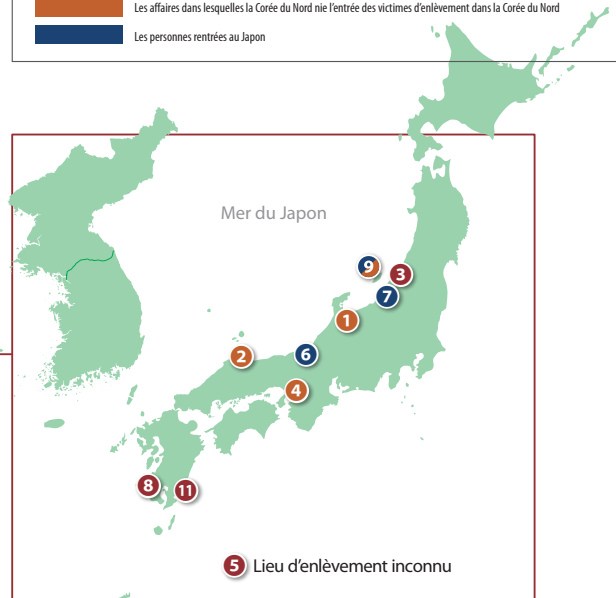 Les affaires dans lesquelles la Corée du Nord nie l'entrée des victimes d'enlèvement dans la Corée du Nord
Les personnes rentrées au Japon
Mer du Japon
9
3
7
1
2
6
4
8
11
5 Lieu d'enlèvement inconnu